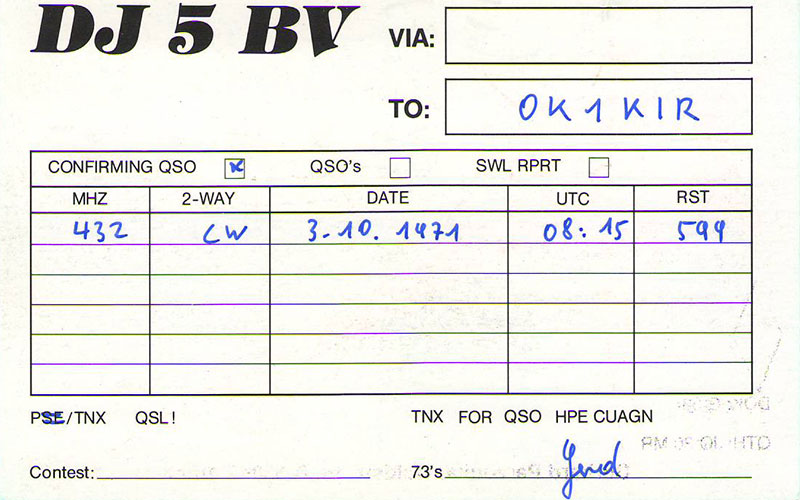 DJ 5 BV
VIA:
TO: OK1KIR
CONFIRMING QSO QSO's SWL RPRT
MHZ 2-WAY DATE UTC RST
432 CW 3.10.1971 08:15 599
PSE/TNX QSL! TNX FOR QSO HPE CUAGN
Contest: 73's